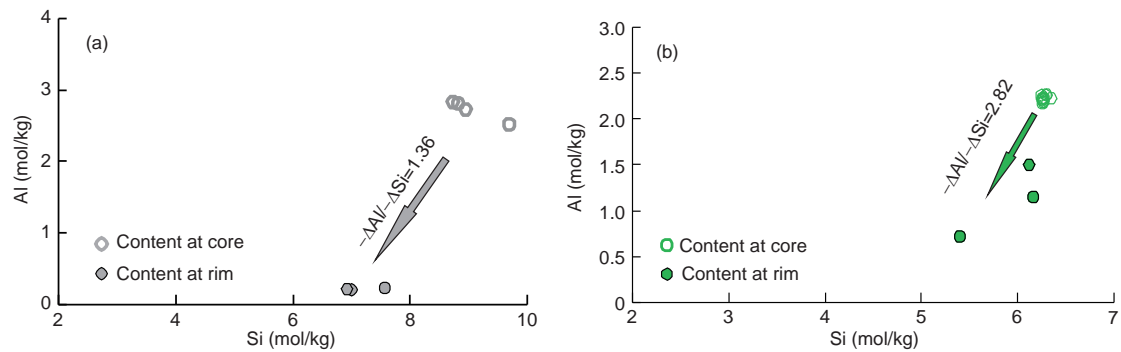 (a)
4
3
2
1
0
Al (mol/kg)
−ΔAl/−ΔSi=1.36
Content at core
Content at rim
2
4
6
8
10
Si (mol/kg)
(b)
3.0
2.5
2.0
1.5
1.0
0.5
0
Al (mol/kg)
−ΔAl/−ΔSi=2.82
Content at core
Content at rim
2
3
4
5
6
7
Si (mol/kg)